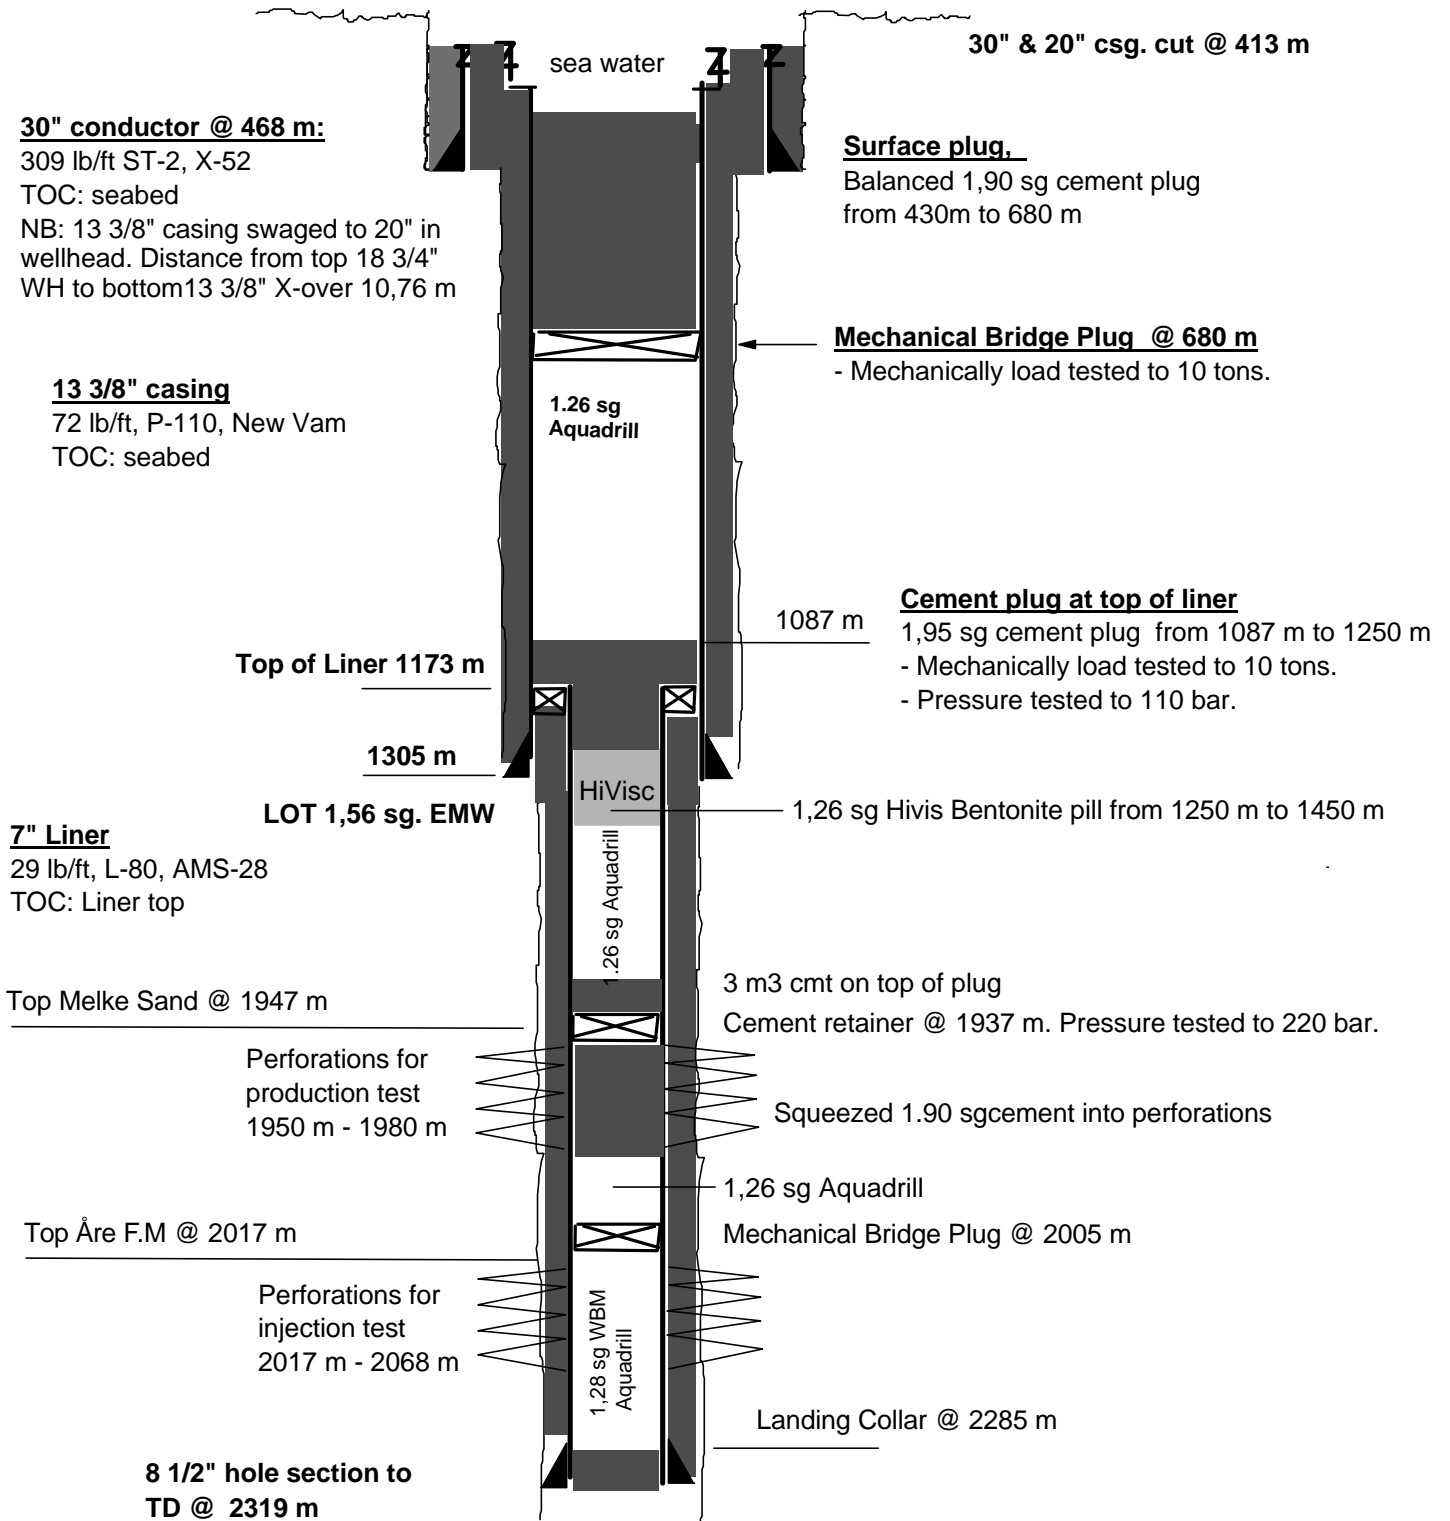 30" & 20" csg. cut @ 413 m
sea water
30" conductor @ 468 m:
309 lb/ft ST-2, X-52
TOC: seabed
NB: 13 3/8" casing swaged to 20" in
wellhead. Distance from top 18 3/4"
WH to bottom13 3/8" X-over 10,76 m
Surface plug,
Balanced 1,90 sg cement plug
from 430m to 680 m
Mechanical Bridge Plug @ 680 m
- Mechanically load tested to 10 tons.
13 3/8" casing
72 lb/ft, P-110, New Vam
TOC: seabed
1.26 sg
Aquadrill
1087 m
Cement plug at top of liner
1,95 sg cement plug from 1087 m to 1250 m
- Mechanically load tested to 10 tons.
- Pressure tested to 110 bar.
Top of Liner 1173 m
1305 m
HiVisc
LOT 1,56 sg. EMW
1,26 sg Hivis Bentonite pill from 1250 m to 1450 m
7" Liner
29 lb/ft, L-80, AMS-28
TOC: Liner top
1.26 sg Aquadrill
3 m3 cmt on top of plug
Top Melke Sand @ 1947 m
Cement retainer @ 1937 m. Pressure tested to 220 bar.
Perforations for
production test
1950 m - 1980 m
Squeezed 1.90 sgcement into perforations
1,26 sg Aquadrill
Top Åre F.M @ 2017 m
Mechanical Bridge Plug @ 2005 m
Perforations for
injection test
2017 m - 2068 m
1,28 sg WBM
Aquadrill
Landing Collar @ 2285 m
8 1/2" hole section to
TD @ 2319 m